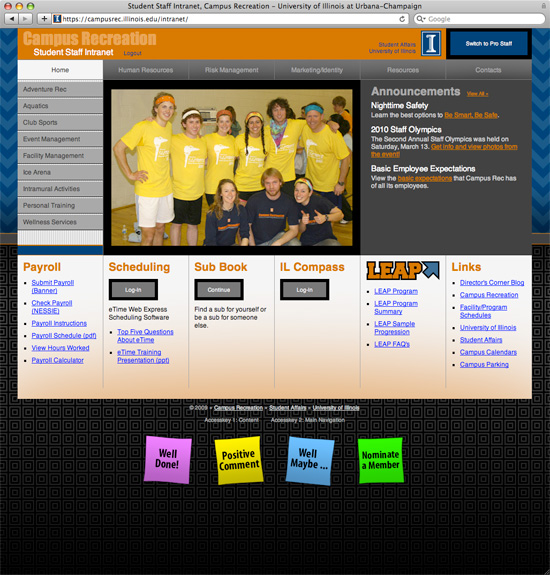 Student Staff Intranet, Campus Recreation – University of Illinois at Urbana–Champaign
https://campusrec.illinois.edu/intranet/
Google
Campus Recreation
Student Staff Intranet Logout
Student Affairs
University of Illinois
I
Switch to Pro Staff
Home
Human Resources
Risk Management
Marketing/Identity
Resources
Contacts
Adventure Rec
Aquatics
Club Sports
Event Management
Facility Management
Ice Arena
Intramural Activities
Personal Training
Wellness Services
Announcements View All »
Nighttime Safety
Learn the best options to Be Smart, Be Safe.
2010 Staff Olympics
The Second Annual Staff Olympics was held on
Saturday, March 13. Get info and view photos from
the event!
Basic Employee Expectations
View the basic expectations that Campus Rec has
of all its employees.
Payroll
Submit Payroll
(Banner)
Check Payroll
(NESSIE)
Payroll Instructions
Payroll Schedule (pdf)
View Hours Worked
Payroll Calculator
Scheduling
Log-in
eTime Web Express
Scheduling Software
Top Five Questions
About eTime
eTime Training
Presentation (ppt)
Sub Book
Continue
Find a sub for yourself or
be a sub for someone
else.
IL Compass
Log-in
LEAP
LEAP Program
LEAP Program
Summary
LEAP Sample
Progression
LEAP FAQ's
Links
Director's Corner Blog
Campus Recreation
Facility/Program
Schedules
University of Illinois
Student Affairs
Campus Calendars
Campus Parking
© 2009 » Campus Recreation » Student Affairs » University of Illinois
Accesskey 1: Content Accesskey 2: Main Navigation
Well
Done!
Positive
Comment
Well
Maybe ...
Nominate
a Member